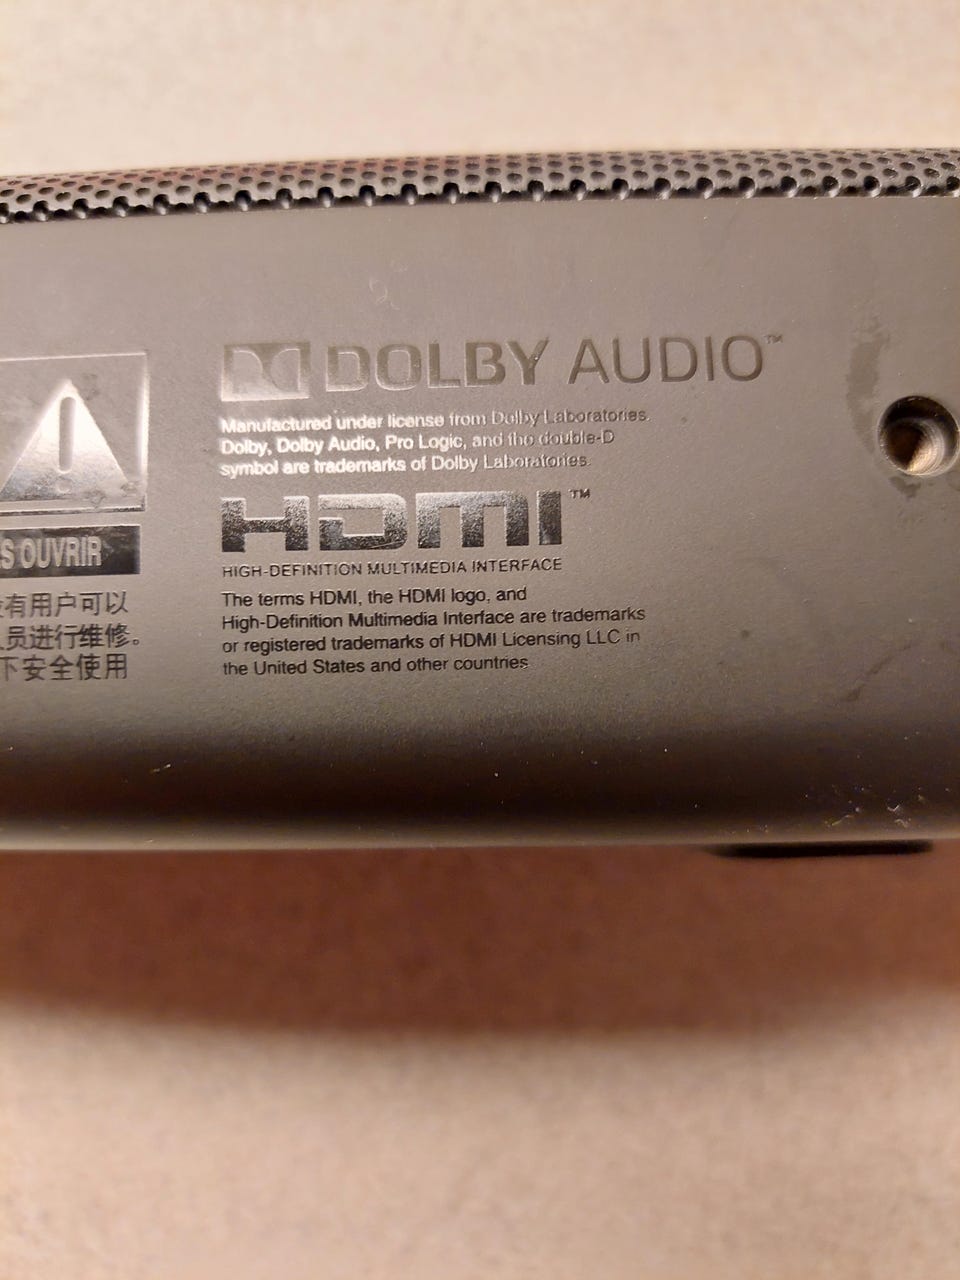 DOLBY AUDIO™
Manufactured under license from Dolby Laboratories.
Dolby, Dolby Audio, Pro Logic, and the double-D
symbol are trademarks of Dolby Laboratories.
HDMI™
HIGH-DEFINITION MULTIMEDIA INTERFACE
The terms HDMI, the HDMI logo, and
High-Definition Multimedia Interface are trademarks
or registered trademarks of HDMI Licensing LLC in
the United States and other countries
S OUVRIR
有用户可以
员进行维修。
下安全使用